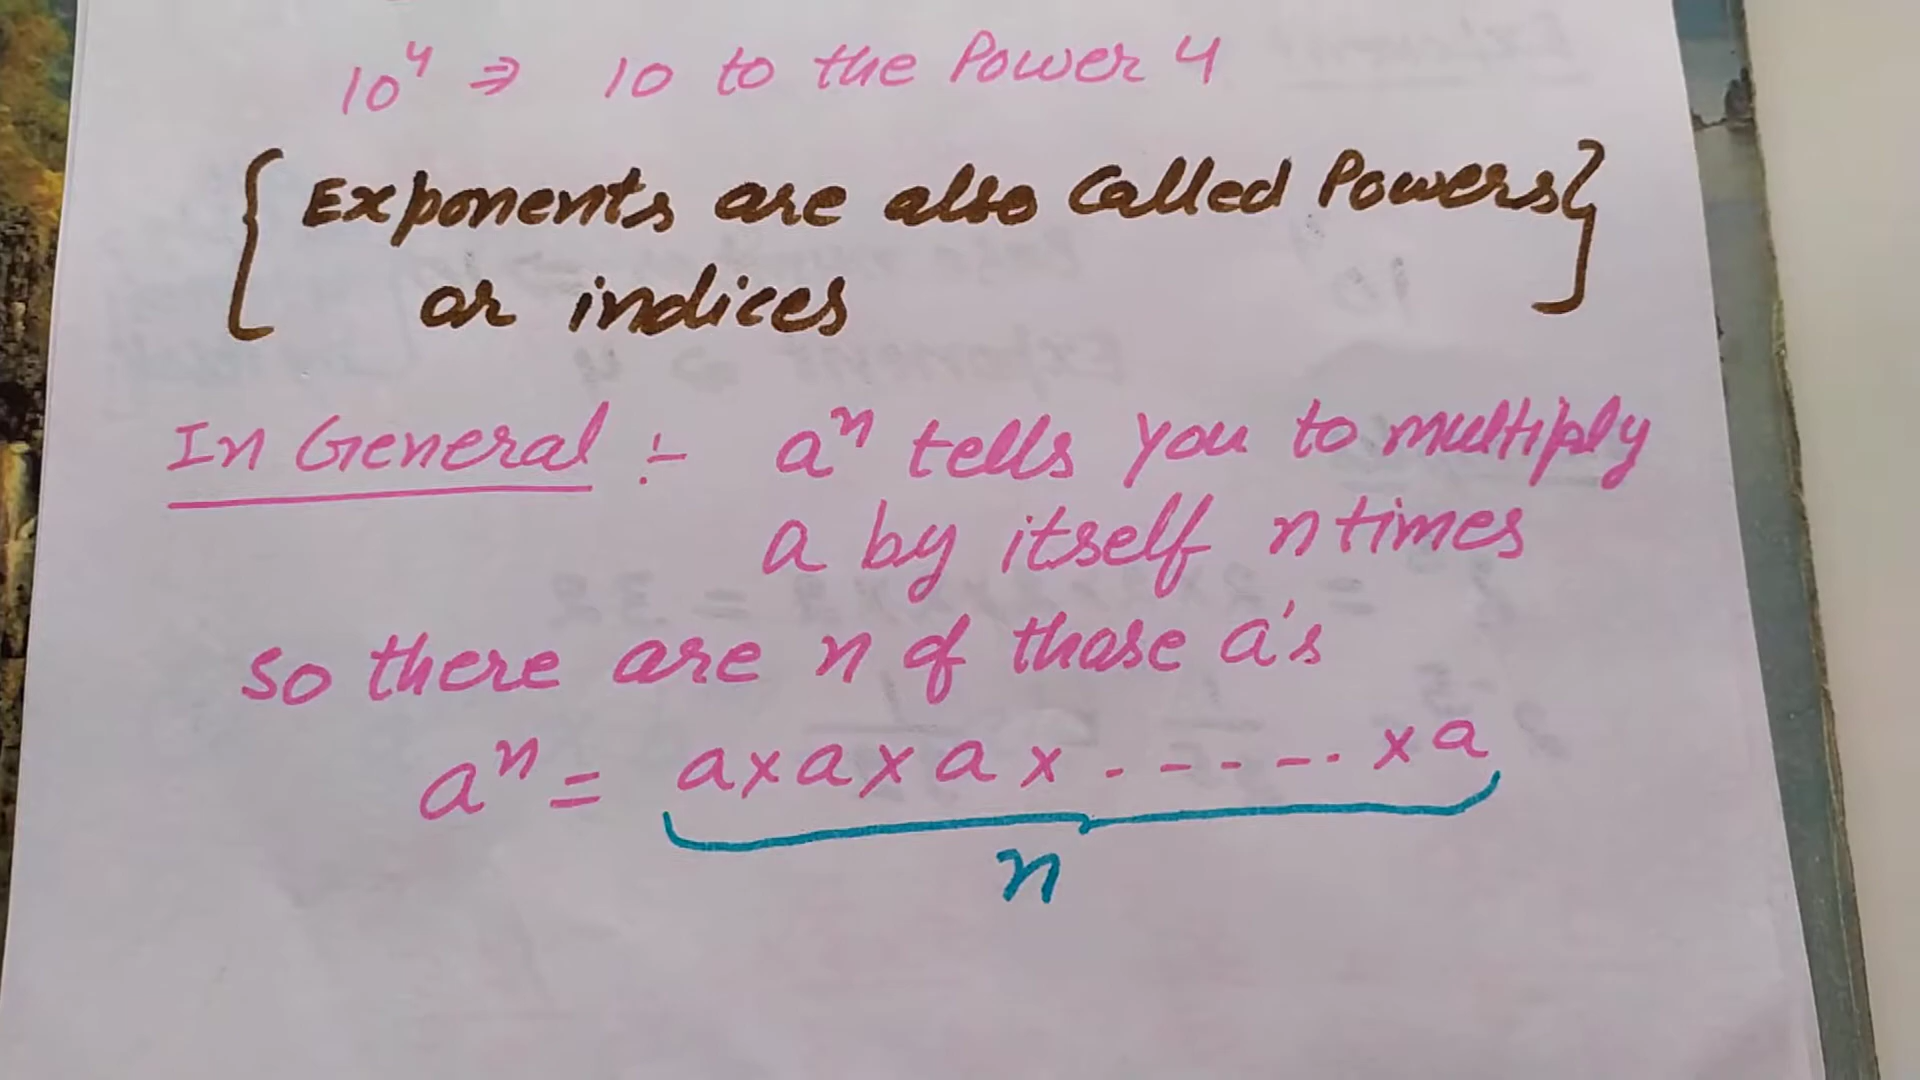 10⁴ ⇒ 10 to the Power 4
{ Exponents are also called Powers }
or indices
In General :- aⁿ tells you to multiply
a by itself n times
so there are n of those a's
aⁿ = a x a x a x . - - - - . . x a
n